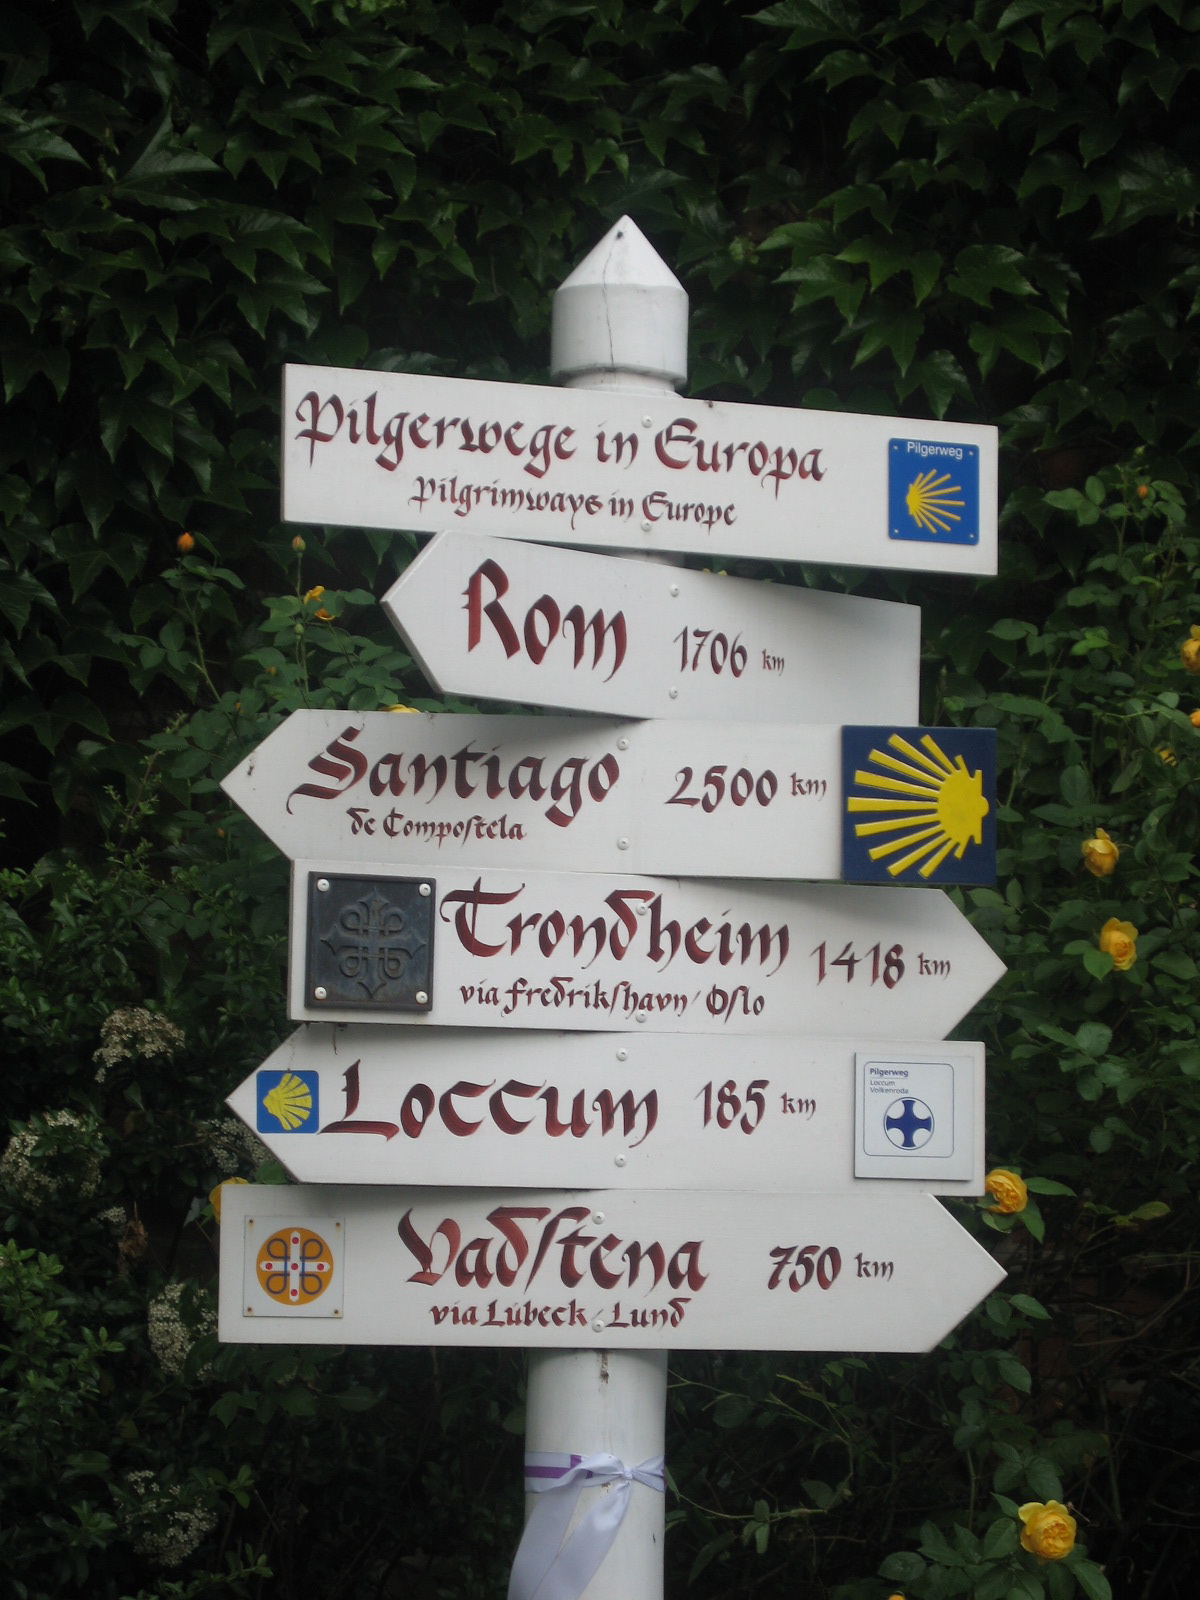 Pilgerwege in Europa
Pilgrimways in Europe
Pilgerweg
Rom 1706 km
Santiago 2500 km
de Compostela
Trondheim 1418 km
via Fredrikshavn/Oslo
Loccum 185 km
Pilgerweg
Loccum
Volkenroda
Vadstena 750 km
via Lübeck/Lund